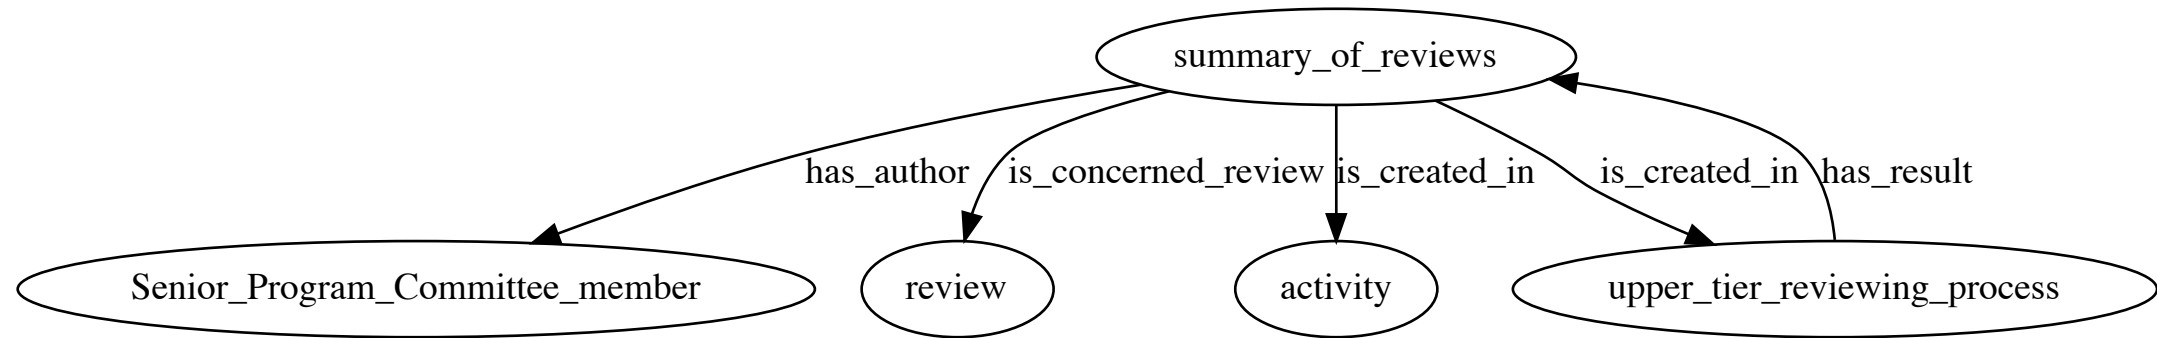 summary_of_reviews
has_author
is_concerned_review
is_created_in
is_created_in
has_result
Senior_Program_Committee_member
review
activity
upper_tier_reviewing_process